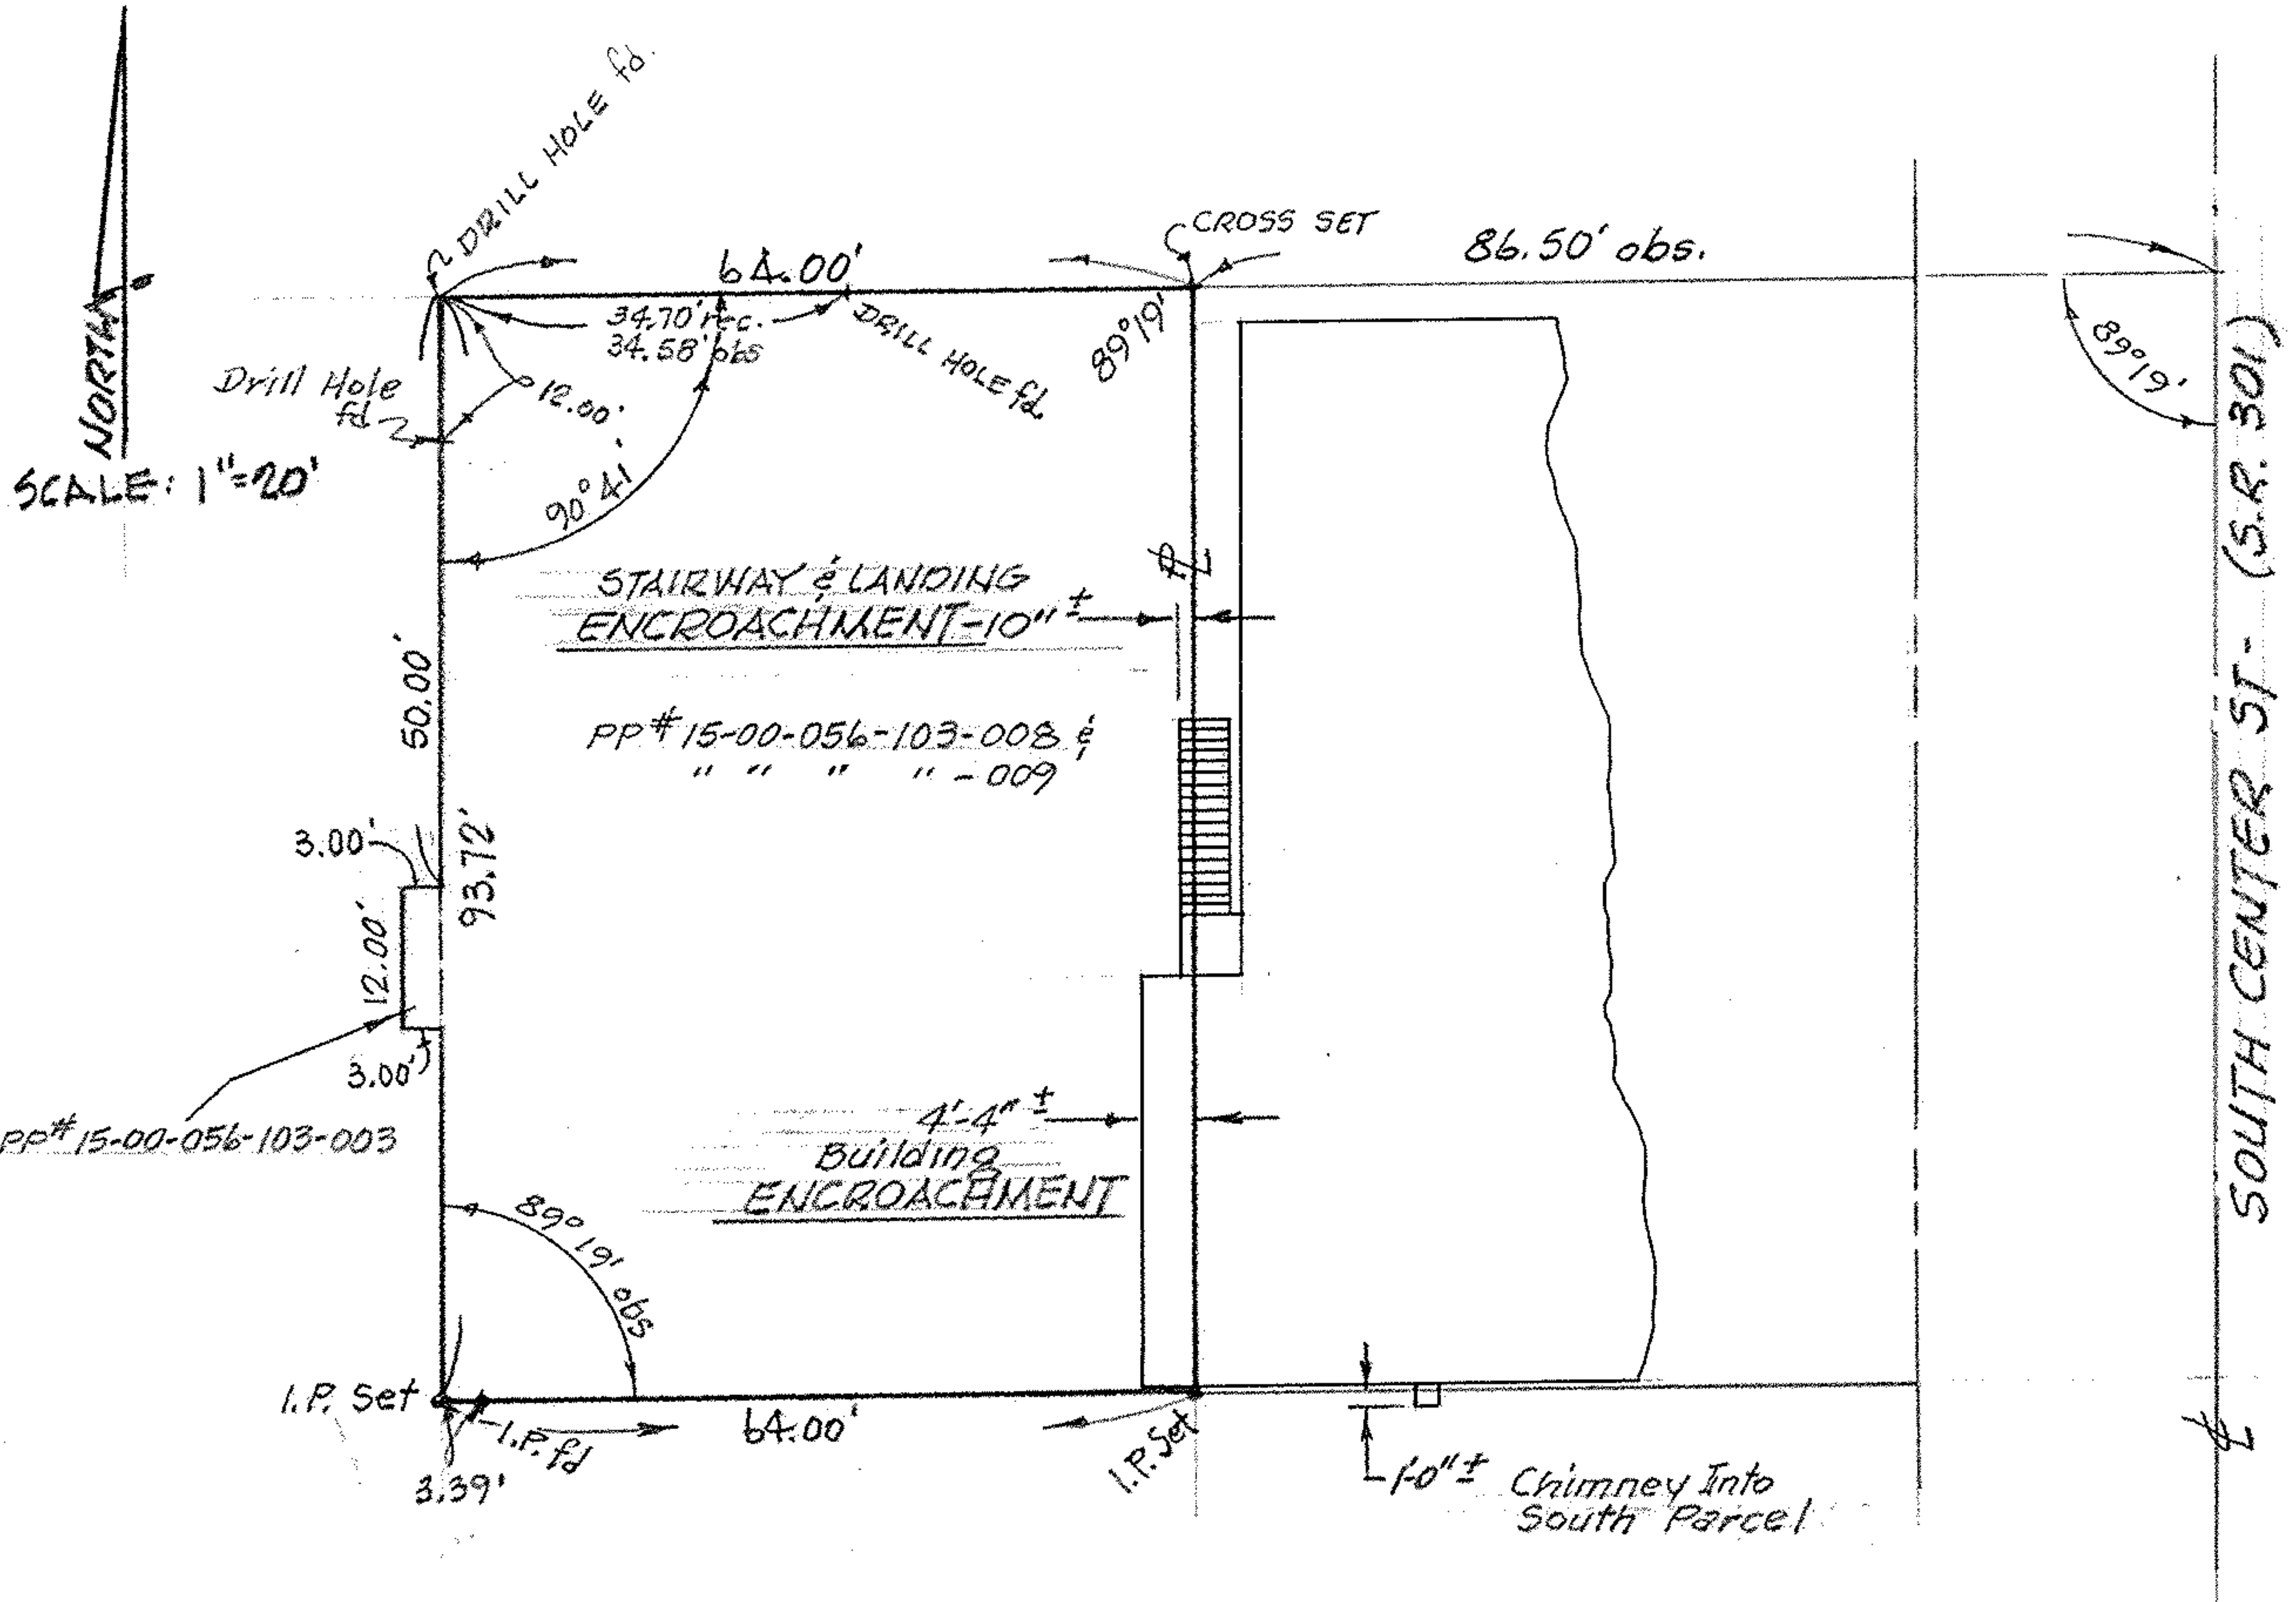 NORTH
SCALE: 1"=20'
DRILL HOLE fd.
64.00'
CROSS SET
86.50' obs.
34.70' rec.
34.58' obs
DRILL HOLE fd.
89°19'
89°19'
Drill Hole
fd
12.00'
90°41'
STAIRWAY & LANDING
ENCROACHMENT-10"±
PL
50.00'
PP# 15-00-056-103-008 &
" " " " -009
3.00'
93.72'
12.00'
3.00'
PP# 15-00-056-103-003
4'-4"±
Building
ENCROACHMENT
89°19' obs
I.P. Set
I.P. fd
3.39'
64.00'
I.P. Set
1'-0"± Chimney Into
South Parcel
SOUTH CENTER ST - (S.R. 301)